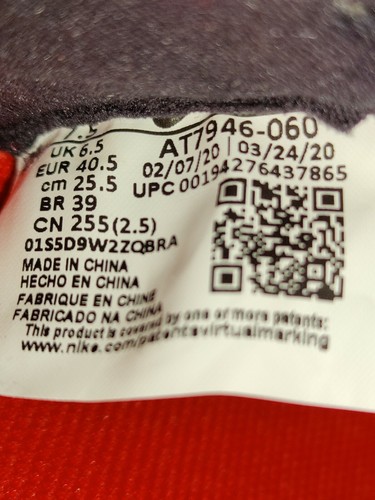 7.5
UK 6.5
EUR 40.5
cm 25.5
BR 39
CN 255(2.5)
01S5D9W2ZQBRA
AT7946-060
02/07/20 | 03/24/20
UPC 00194276437865
MADE IN CHINA
HECHO EN CHINA
FABRIQUE EN CHINE
FABRICADO NA CHINA
This product is covered by one or more patents:
www.nike.com/patentsvirtualmarking